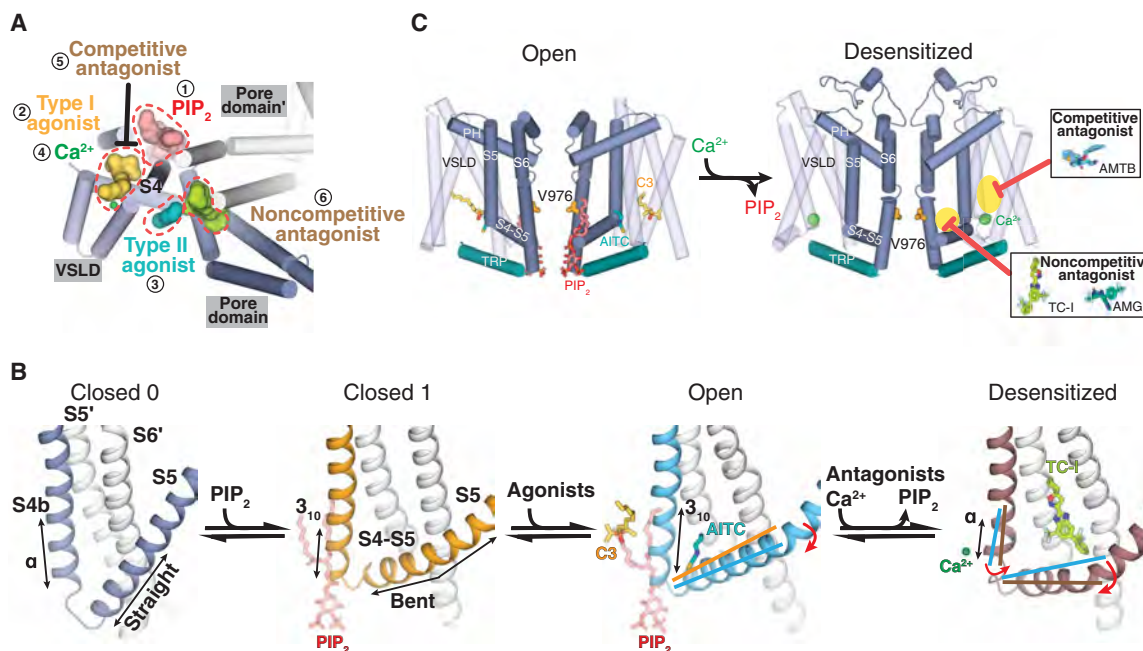 A
⑤ Competitive
antagonist
① PIP₂
Pore
domain'
② Type I
agonist
④ Ca²⁺
S4
⑥ Noncompetitive
antagonist
Type II
agonist
③
VSLD
Pore
domain
C
Open
Desensitized
PH
VSLD
S5
S6
V976
C3
S4-S5
AITC
TRP
PIP₂
Ca²⁺
PIP₂
PH
VSLD
S5
S6
S4-S5
V976
TRP
Ca²⁺
Competitive
antagonist
AMTB
Noncompetitive
antagonist
TC-I
AMG
B
Closed 0
S5'
S6'
S5
S4b
α
Straight
PIP₂
Closed 1
3₁₀
S4-S5
S5
Bent
PIP₂
Agonists
Open
3₁₀
AITC
C3
PIP₂
Antagonists
Ca²⁺ PIP₂
Desensitized
TC-I
α
Ca²⁺